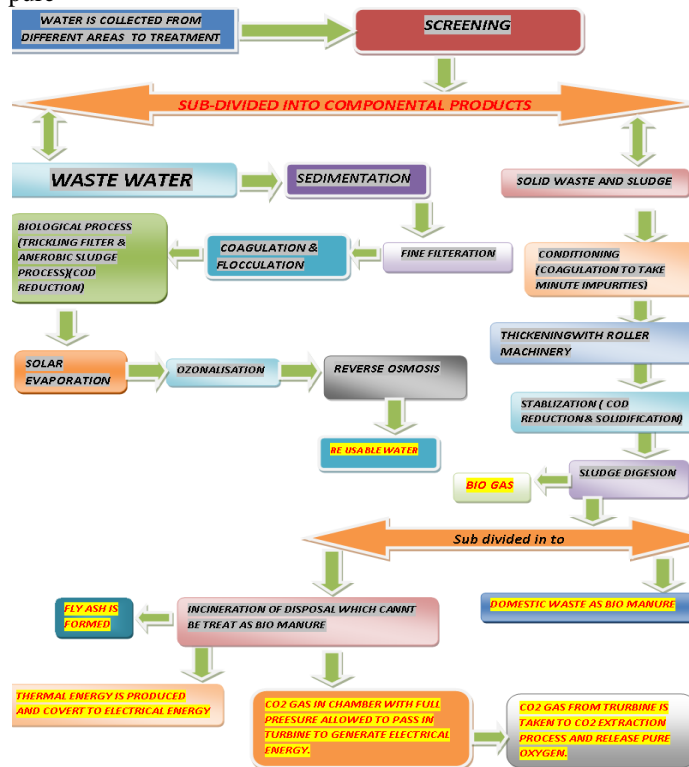 pure
WATER IS COLLECTED FROM
DIFFERENT AREAS TO TREATMENT
SCREENING
SUB-DIVIDED INTO COMPONENTAL PRODUCTS
WASTE WATER
SEDIMENTATION
SOLID WASTE AND SLUDGE
BIOLOGICAL PROCESS
(TRICKLING FILTER &
ANEROBIC SLUDGE
PROCESS)(COD
REDUCTION)
COAGULATION &
FLOCCULATION
FINE FILTERATION
CONDITIONING
(COAGULATION TO TAKE
MINUTE IMPURITIES)
THICKENINGWITH ROLLER
MACHINERY
SOLAR
EVAPORATION
OZONALISATION
REVERSE OSMOSIS
STABLIZATION ( COD
REDUCTION & SOLIDIFICATION)
RE USABLE WATER
BIO GAS
SLUDGE DIGESION
Sub divided in to
FLY ASH IS
FORMED
INCINERATION OF DISPOSAL WHICH CANNT
BE TREAT AS BIO MANURE
DOMESTIC WASTE AS BIO MANURE
THERMAL ENERGY IS PRODUCED
AND COVERT TO ELECTRICAL ENERGY
CO2 GAS IN CHAMBER WITH FULL
PREESURE ALLOWED TO PASS IN
TURBINE TO GENERATE ELECTRICAL
ENERGY.
CO2 GAS FROM TRURBINE IS
TAKEN TO CO2 EXTRACTION
PROCESS AND RELEASE PURE
OXYGEN.